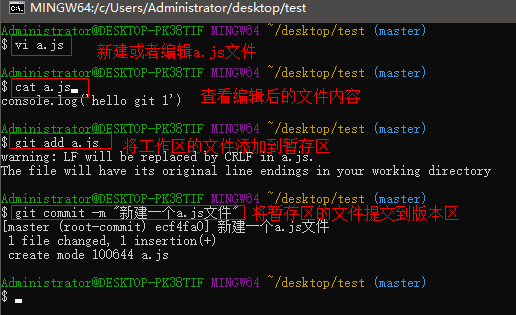 MINGW64:/c/Users/Administrator/desktop/test
Administrator@DESKTOP-PK38TIF MINGW64 ~/desktop/test (master)
$ vi a.js 新建或者编辑a.js文件
Administrator@DESKTOP-PK38TIF MINGW64 ~/desktop/test (master)
$ cat a.js 查看编辑后的文件内容
console.log('hello git 1')
Administrator@DESKTOP-PK38TIF MINGW64 ~/desktop/test (master)
$ git add a.js 将工作区的文件添加到暂存区
warning: LF will be replaced by CRLF in a.js.
The file will have its original line endings in your working directory
Administrator@DESKTOP-PK38TIF MINGW64 ~/desktop/test (master)
$ git commit -m "新建一个a.js文件" 将暂存区的文件提交到版本区
[master (root-commit) ecf4fa0] 新建一个a.js文件
1 file changed, 1 insertion(+)
create mode 100644 a.js
Administrator@DESKTOP-PK38TIF MINGW64 ~/desktop/test (master)
$